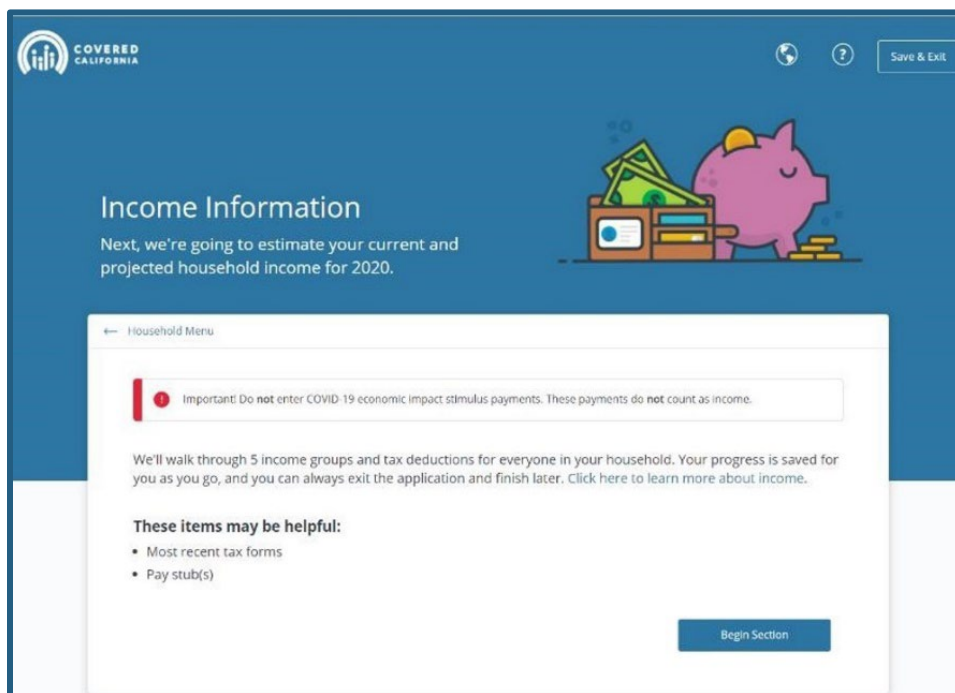 COVERED
CALIFORNIA
Save & Exit
Income Information
Next, we're going to estimate your current and
projected household income for 2020.
← Household Menu
Important! Do not enter COVID-19 economic impact stimulus payments. These payments do not count as income.
We'll walk through 5 income groups and tax deductions for everyone in your household. Your progress is saved for
you as you go, and you can always exit the application and finish later. Click here to learn more about income.
These items may be helpful:
• Most recent tax forms
• Pay stub(s)
Begin Section